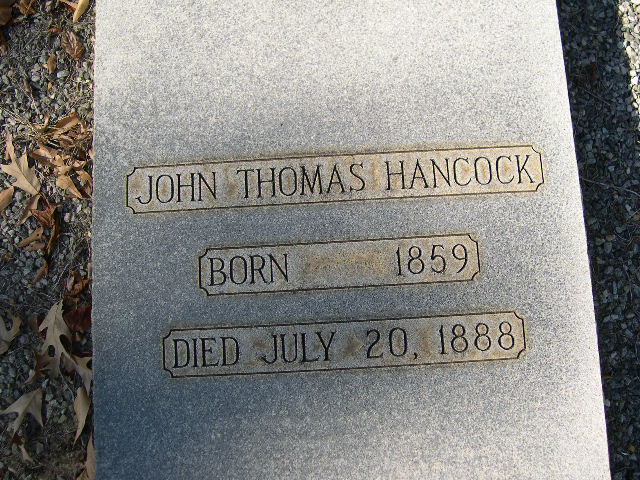 JOHN THOMAS HANCOCK
BORN 1859
DIED JULY 20, 1888